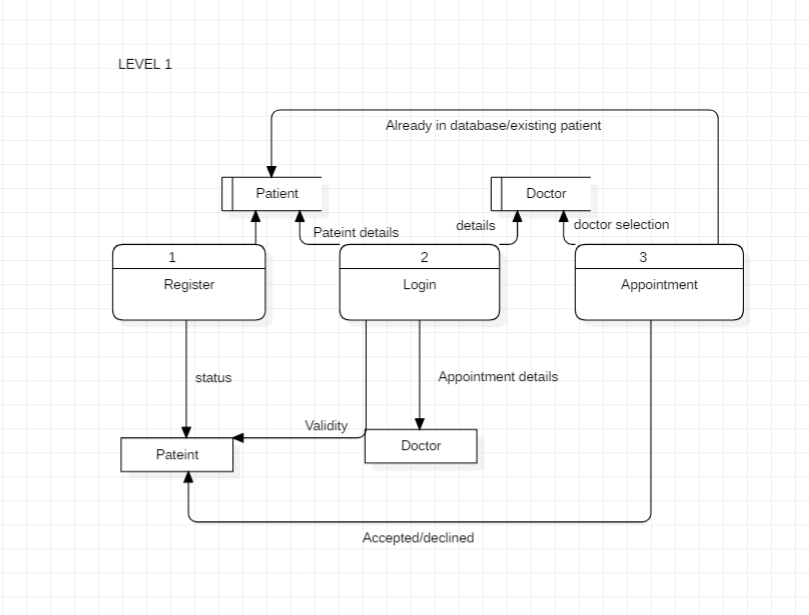 LEVEL 1
Already in database/existing patient
Patient
Doctor
Pateint details
details
doctor selection
1
Register
2
Login
3
Appointment
status
Appointment details
Validity
Pateint
Doctor
Accepted/declined